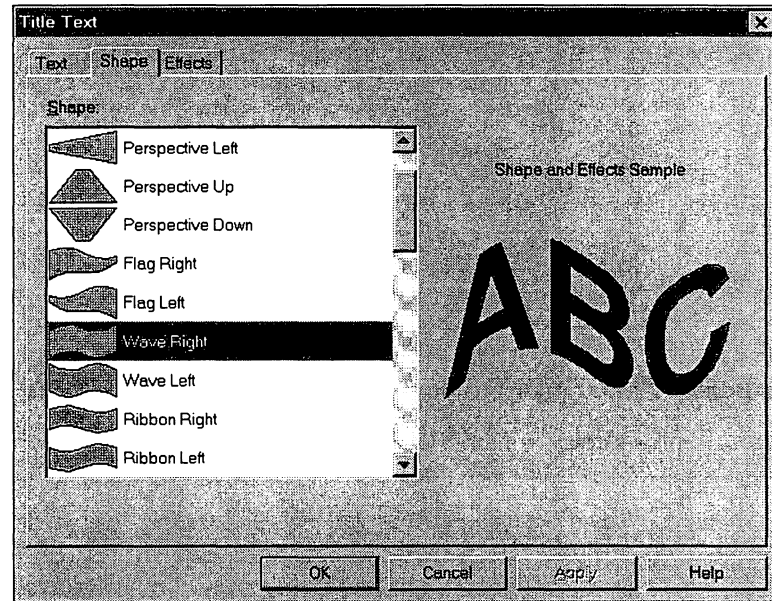 Title Text
Text Shape Effects
Shape:
Perspective Left
Perspective Up
Perspective Down
Flag Right
Flag Left
Wave Right
Wave Left
Ribbon Right
Ribbon Left
Shape and Effects Sample
ABC
OK Cancel Apply Help